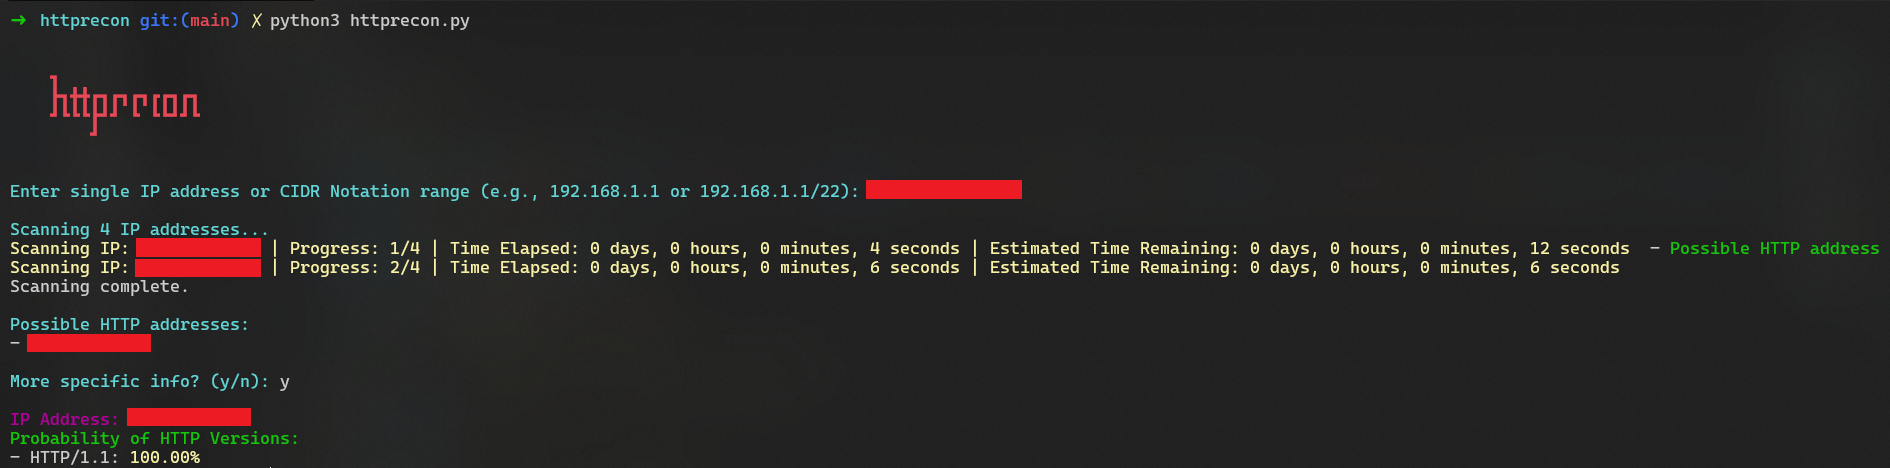 ➜ httprecon git:(main) ✗ python3 httprecon.py
httprecon
Enter single IP address or CIDR Notation range (e.g., 192.168.1.1 or 192.168.1.1/22):
Scanning 4 IP addresses...
Scanning IP: | Progress: 1/4 | Time Elapsed: 0 days, 0 hours, 0 minutes, 4 seconds | Estimated Time Remaining: 0 days, 0 hours, 0 minutes, 12 seconds - Possible HTTP address
Scanning IP: | Progress: 2/4 | Time Elapsed: 0 days, 0 hours, 0 minutes, 6 seconds | Estimated Time Remaining: 0 days, 0 hours, 0 minutes, 6 seconds
Scanning complete.
Possible HTTP addresses:
-
More specific info? (y/n): y
IP Address:
Probability of HTTP Versions:
- HTTP/1.1: 100.00%